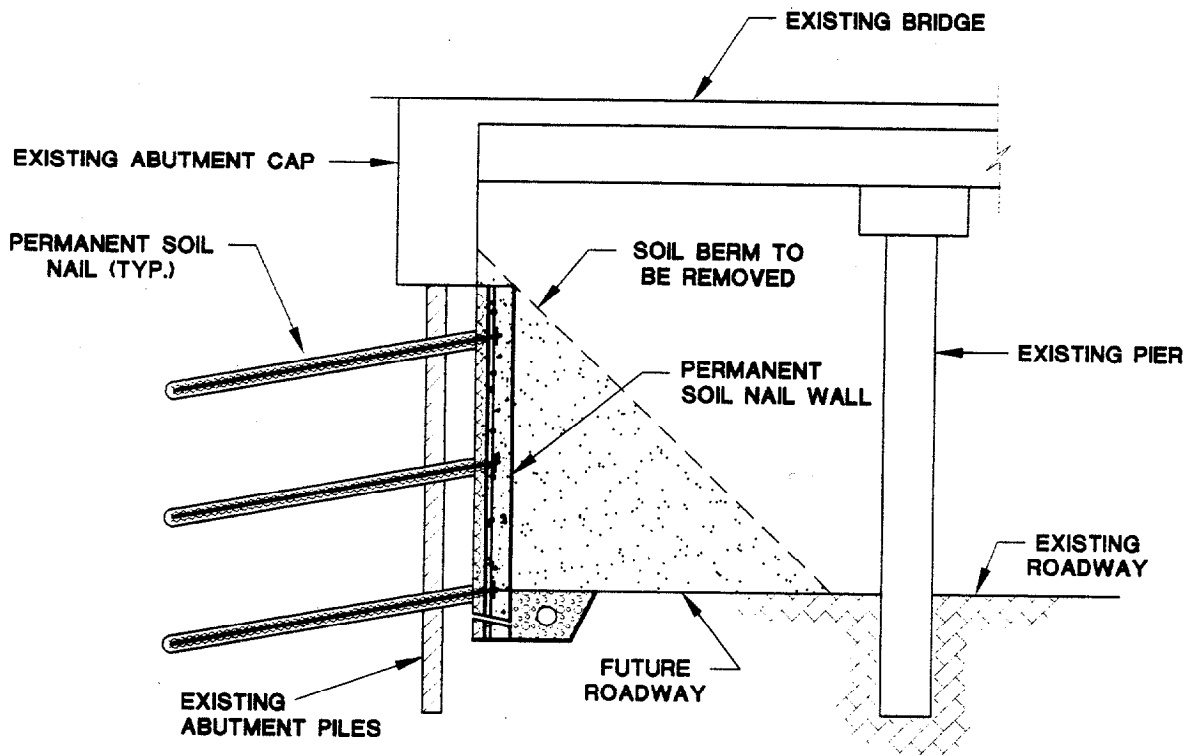 EXISTING BRIDGE
EXISTING ABUTMENT CAP
PERMANENT SOIL
NAIL (TYP.)
SOIL BERM TO
BE REMOVED
EXISTING PIER
PERMANENT
SOIL NAIL WALL
EXISTING
ROADWAY
FUTURE
ROADWAY
EXISTING
ABUTMENT PILES